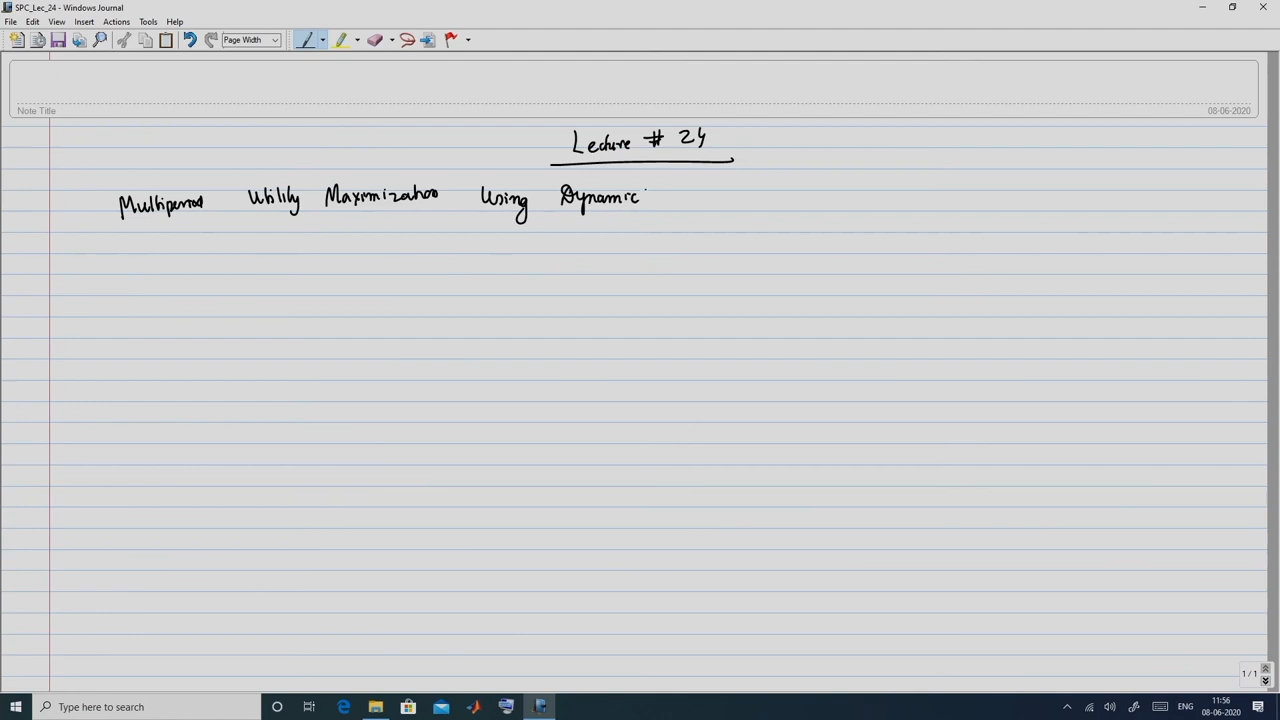 SPC_Lec_24 - Windows Journal
File Edit View Insert Actions Tools Help
Page Width
Note Title
08-06-2020
Lecture # 24
Multiperiod Utility Maximization Using Dynamic
1/1
Type here to search
ENG
11:56
08-06-2020